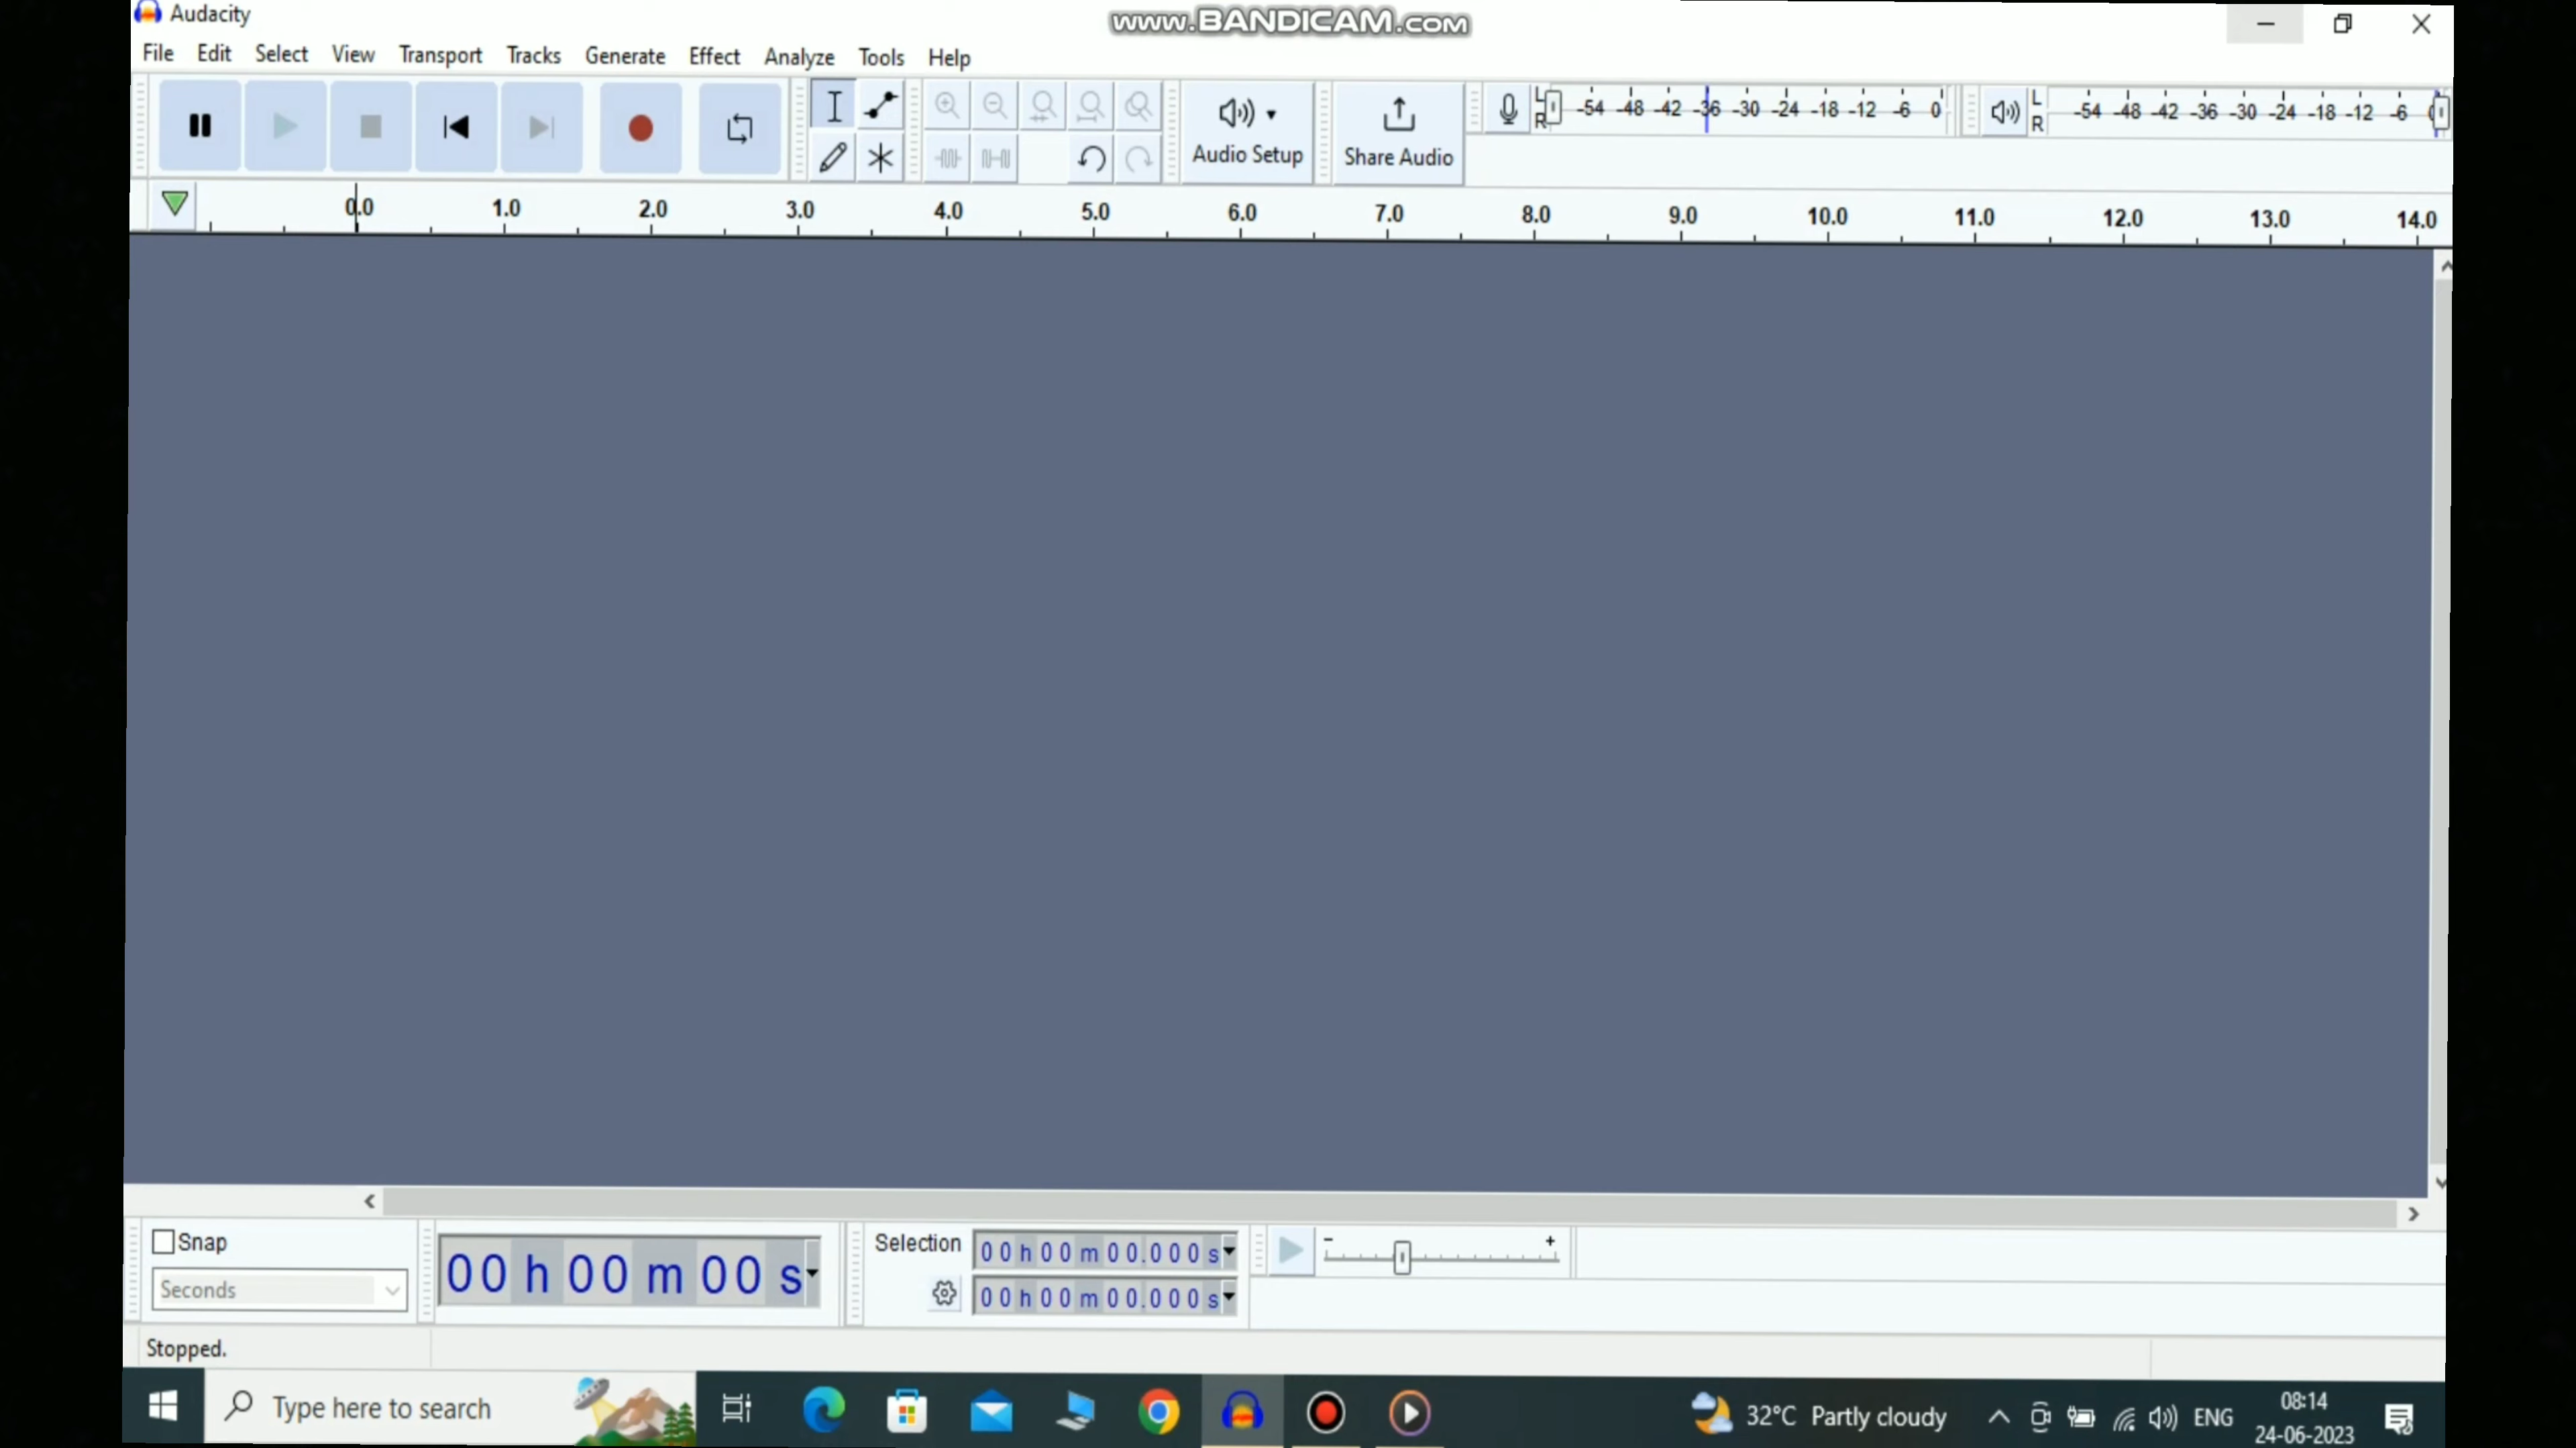 Audacity
www.BANDICAM.com
File Edit Select View Transport Tracks Generate Effect Analyze Tools Help
Audio Setup
Share Audio
L
R
-54 -48 -42 -36 -30 -24 -18 -12 -6 0
L
R
-54 -48 -42 -36 -30 -24 -18 -12 -6
0.0 1.0 2.0 3.0 4.0 5.0 6.0 7.0 8.0 9.0 10.0 11.0 12.0 13.0 14.0
Snap
Seconds
00 h 00 m 00 s
Selection
00 h 00 m 00.000 s
00 h 00 m 00.000 s
- +
Stopped.
Type here to search
32°C Partly cloudy
ENG
08:14
24-06-2023